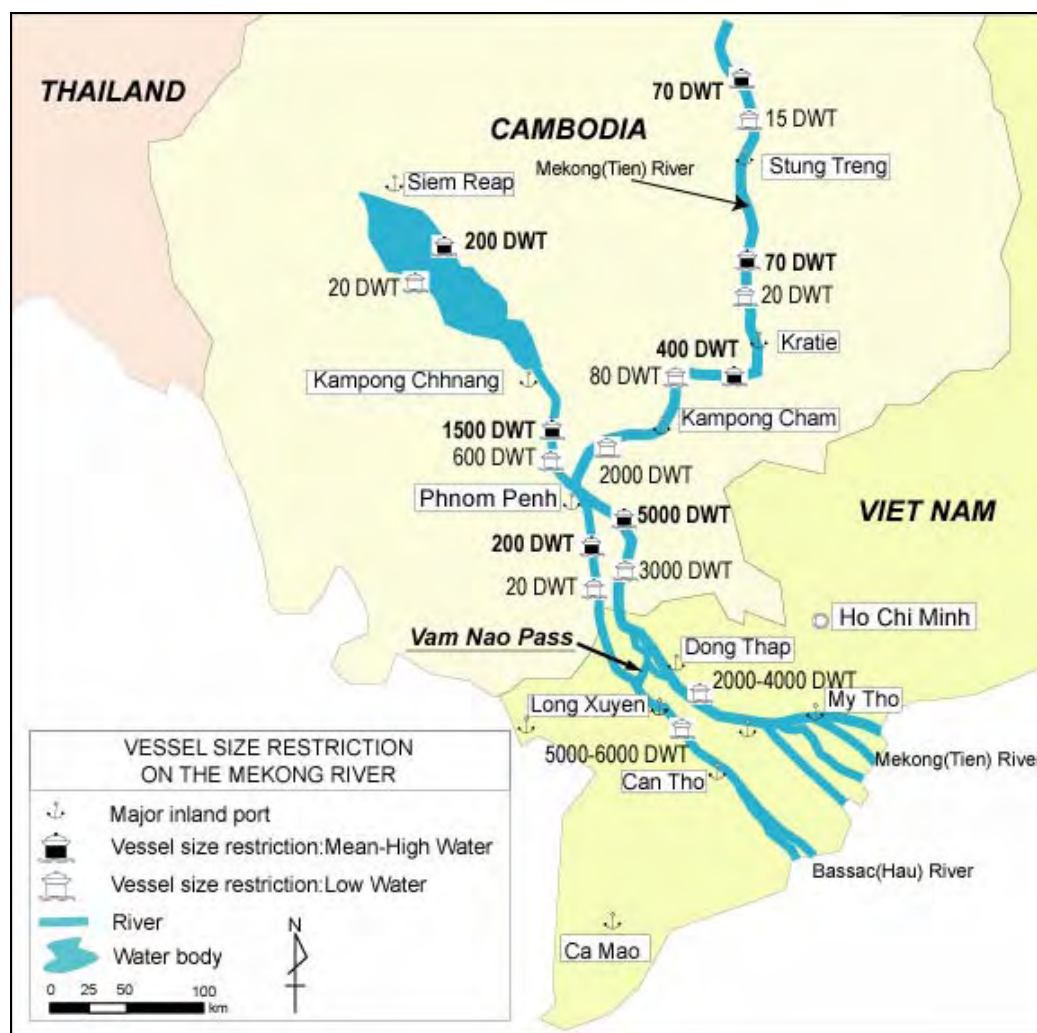 THAILAND
70 DWT
15 DWT
CAMBODIA
Stung Treng
Mekong(Tien) River
Siem Reap
200 DWT
20 DWT
70 DWT
20 DWT
Kratie
400 DWT
80 DWT
Kampong Chhnang
Kampong Cham
1500 DWT
600 DWT
2000 DWT
Phnom Penh
5000 DWT
VIET NAM
200 DWT
3000 DWT
20 DWT
Ho Chi Minh
Vam Nao Pass
Dong Thap
2000-4000 DWT
My Tho
Long Xuyen
5000-6000 DWT
Mekong(Tien) River
Can Tho
Bassac(Hau) River
Ca Mao
VESSEL SIZE RESTRICTION
ON THE MEKONG RIVER
Major inland port
Vessel size restriction:Mean-High Water
Vessel size restriction:Low Water
River
Water body
N
0 25 50 100
km